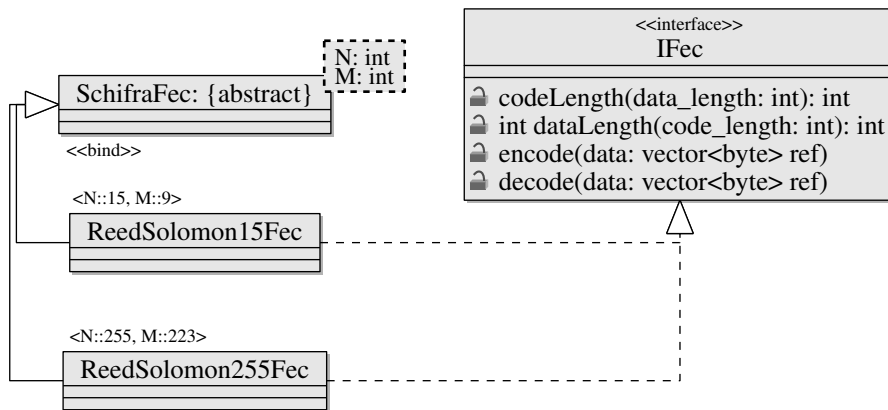 N: int
M: int
SchifraFec: {abstract}
<<bind>>
<N::15, M::9>
ReedSolomon15Fec
<N::255, M::223>
ReedSolomon255Fec
<<interface>>
IFec
codeLength(data_length: int): int
int dataLength(code_length: int): int
encode(data: vector<byte> ref)
decode(data: vector<byte> ref)